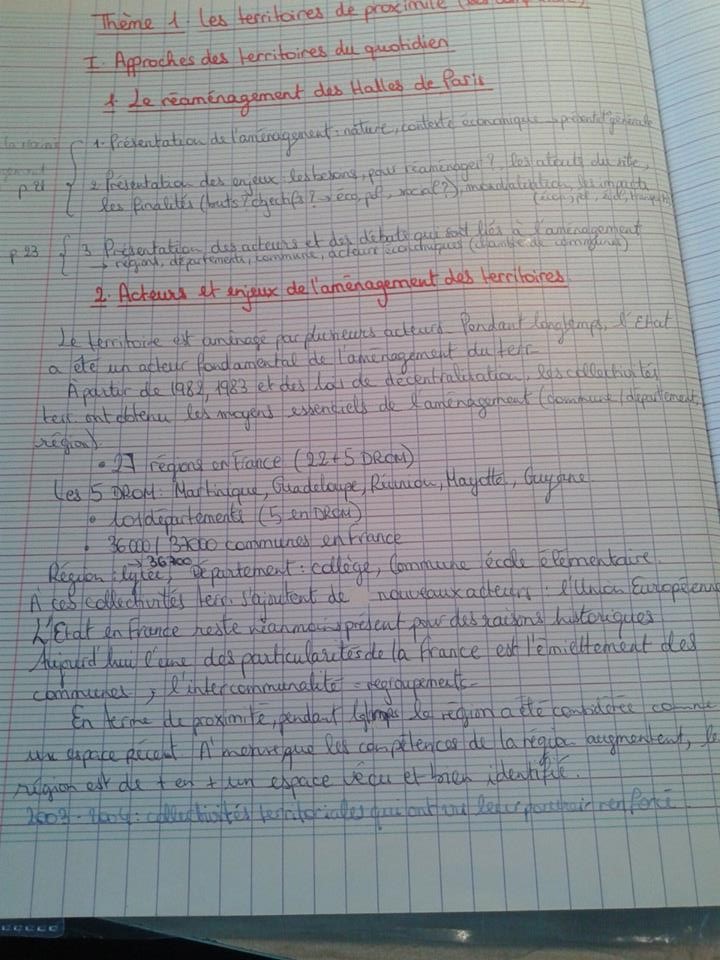 Thème 1. Les territoires de proximité
I. Approches des territoires du quotidien
1. Le réaménagement des Halles de Paris
1. Présentation de l'aménagement : nature, contexte économique → générale
p 21
2. Présentation des enjeux, les besoins, pour réaménager ?, les atouts du site,
les finalités (buts ? objectifs ? → éco, pol, social ?), mondialisation, les impacts
p 23
3. Présentation des acteurs et des débats qui sont liés à l'aménagement
→ régions, départements, commune, acteurs économiques (chambre de commerces)
2. Acteurs et enjeux de l'aménagement des territoires.
Le territoire est aménagé par plusieurs acteurs. Pendant longtemps, l'Etat
a été un acteur fondamental de l'aménagement du terr.
À partir de 1982, 1983 et des lois de décentralisation, les collectivités
terr. ont obtenu les moyens essentiels de l'aménagement (commune / département,
région).
• 27 régions en France (22 + 5 DROM)
Les 5 DROM : Martinique, Guadeloupe, Réunion, Mayotte, Guyane.
• 101 départements (5 en DROM)
• 36000 / 37000 communes en France
→ 36700
Région : lycée, Département : collège, Commune école élémentaire.
A ces collectivités terr. s'ajoutent de nouveaux acteurs : l'Union Européenne
L'Etat en France reste néanmoins présent pour des raisons historiques
Aujourd'hui l'une des particularités de la France est l'émiettement des
communes, l'intercommunalité = regroupements
En terme de proximité, pendant lgtmps la région a été considérée comme
un espace récent. A mesure que les compétences de la région augmentent, la
région est de + en + un espace vécu et bien identifié.
2003 - 2004 : collectivités territoriales qui ont vu leur pouvoir renforcé